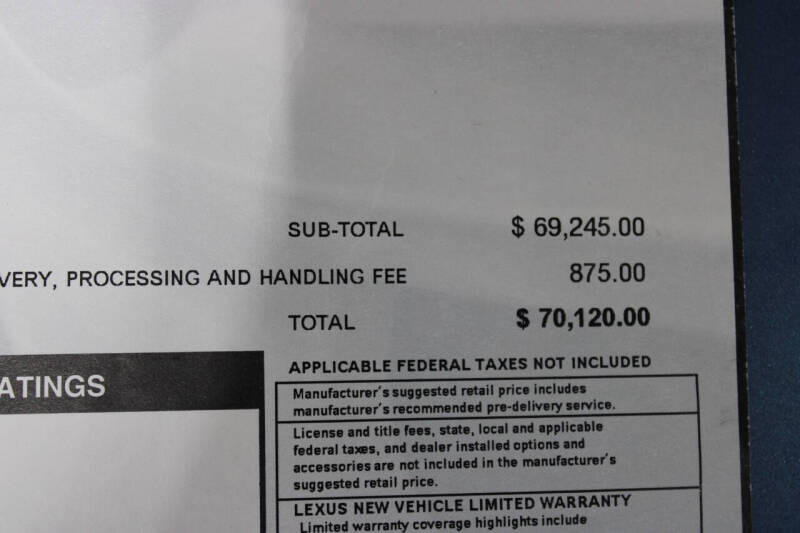 SUB-TOTAL $ 69,245.00
VERY, PROCESSING AND HANDLING FEE 875.00
TOTAL $ 70,120.00
ATINGS
APPLICABLE FEDERAL TAXES NOT INCLUDED
Manufacturer's suggested retail price includes
manufacturer's recommended pre-delivery service.
License and title fees, state, local and applicable
federal taxes, and dealer installed options and
accessories are not included in the manufacturer's
suggested retail price.
LEXUS NEW VEHICLE LIMITED WARRANTY
Limited warranty coverage highlights include